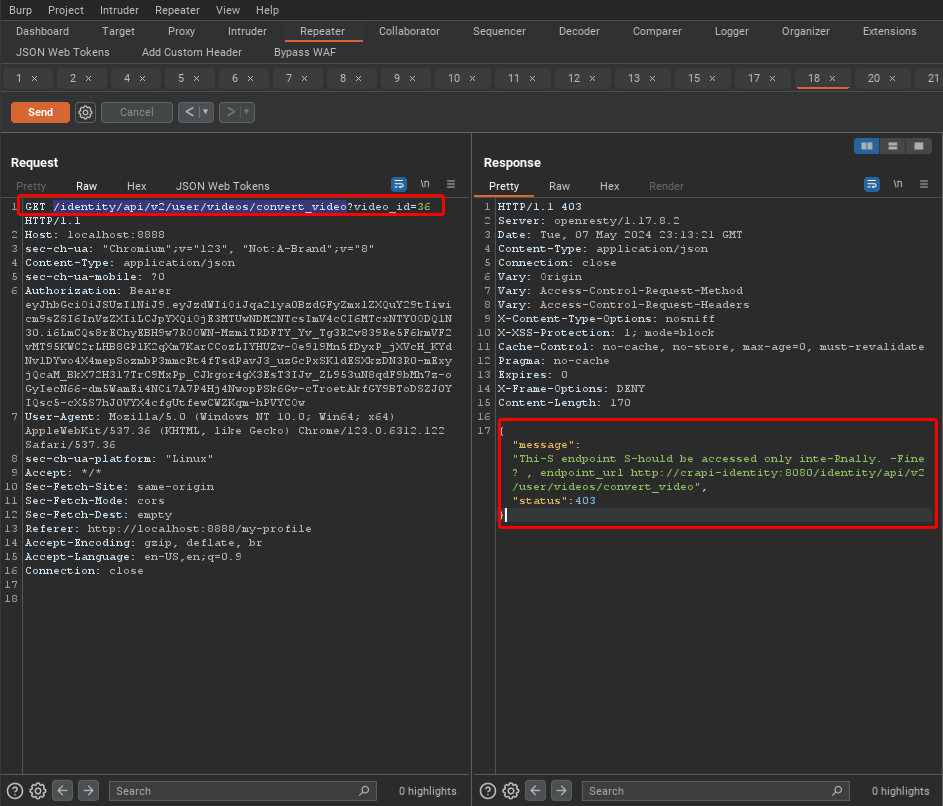 Burp Project Intruder Repeater View Help
Dashboard Target Proxy Intruder Repeater Collaborator Sequencer Decoder Comparer Logger Organizer Extensions
JSON Web Tokens Add Custom Header Bypass WAF
1 × 2 × 4 × 5 × 6 × 7 × 8 × 9 × 10 × 11 × 12 × 13 × 15 × 17 × 18 × 20 × 21
Send Cancel < >
Request
Pretty Raw Hex JSON Web Tokens \n
1 GET /identity/api/v2/user/videos/convert_video?video_id=36
HTTP/1.1
2 Host: localhost:8888
3 sec-ch-ua: "Chromium";v="123", "Not:A-Brand";v="8"
4 Content-Type: application/json
5 sec-ch-ua-mobile: ?0
6 Authorization: Bearer
7 User-Agent: Mozilla/5.0 (Windows NT 10.0; Win64; x64)
AppleWebKit/537.36 (KHTML, like Gecko) Chrome/123.0.6312.122
Safari/537.36
8 sec-ch-ua-platform: "Linux"
9 Accept: */*
10 Sec-Fetch-Site: same-origin
11 Sec-Fetch-Mode: cors
12 Sec-Fetch-Dest: empty
13 Referer: http://localhost:8888/my-profile
14 Accept-Encoding: gzip, deflate, br
15 Accept-Language: en-US,en;q=0.9
16 Connection: close
17
18
Search 0 highlights
Response
Pretty Raw Hex Render \n
1 HTTP/1.1 403
2 Server: openresty/1.17.8.2
3 Date: Tue, 07 May 2024 23:13:21 GMT
4 Content-Type: application/json
5 Connection: close
6 Vary: Origin
7 Vary: Access-Control-Request-Method
8 Vary: Access-Control-Request-Headers
9 X-Content-Type-Options: nosniff
10 X-XSS-Protection: 1; mode=block
11 Cache-Control: no-cache, no-store, max-age=0, must-revalidate
12 Pragma: no-cache
13 Expires: 0
14 X-Frame-Options: DENY
15 Content-Length: 170
16
17 {
"message":
"Thi-S endpoint S-hould be accessed only inte-Rnally. -Fine
? , endpoint_url http://crapi-identity:8080/identity/api/v2
/user/videos/convert_video",
"status":403
}
Search 0 highlights